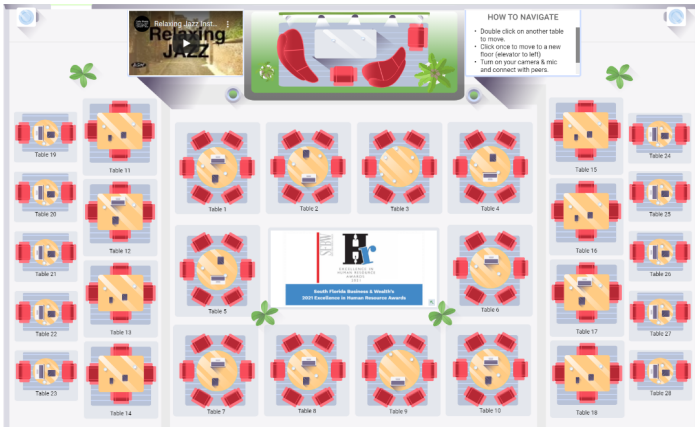 Relaxing Jazz Inst...
Relaxing
JAZZ
HOW TO NAVIGATE
• Double click on another table
to move.
• Click once to move to a new
floor (elevator to left)
• Turn on your camera & mic
and connect with peers.
Table 19
Table 11
Table 20
Table 12
Table 21
Table 13
Table 22
Table 23
Table 14
Table 1
Table 2
Table 3
Table 4
Table 5
SHRM
Hr
EXCELLENCE IN
HUMAN RESOURCE
AWARDS
2021
South Florida Business & Wealth's
2021 Excellence in Human Resource Awards
Table 6
Table 7
Table 8
Table 9
Table 10
Table 15
Table 24
Table 16
Table 25
Table 26
Table 17
Table 27
Table 18
Table 28